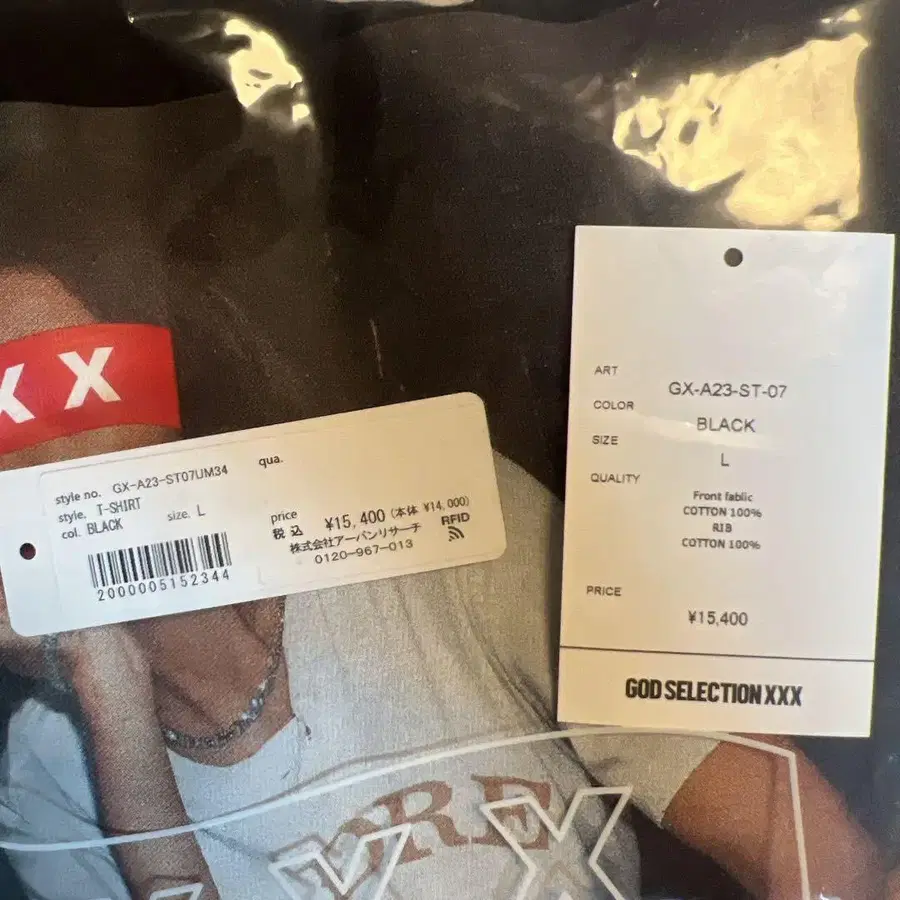 X X
style no. GX-A23-ST07UM34
style. T-SHIRT
col. BLACK size. L
2000005152344
qua.
price
税込 ¥15,400 (本体 ¥14,000)
株式会社アーバンリサーチ
0120-967-013
RFID
ART GX-A23-ST-07
COLOR BLACK
SIZE L
QUALITY
Front fablic
COTTON 100%
RIB
COTTON 100%
PRICE
¥15,400
GOD SELECTION XXX
X X